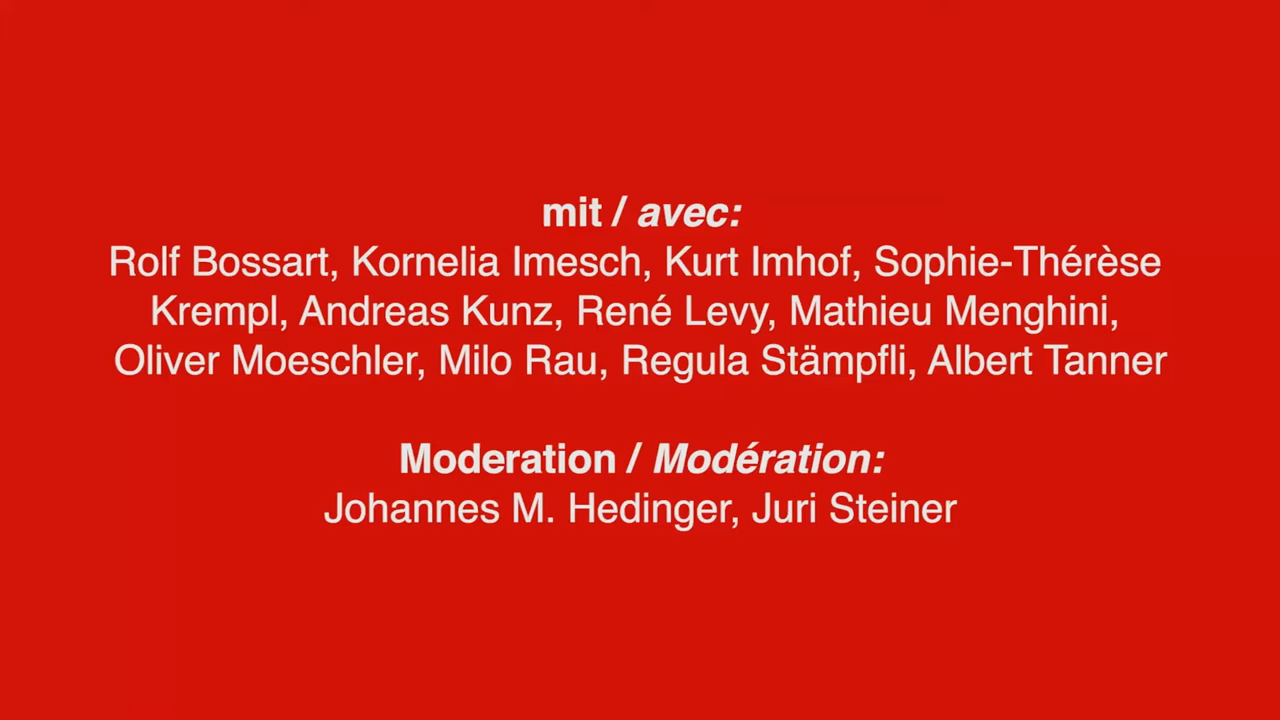 mit / avec:
Rolf Bossart, Kornelia Imesch, Kurt Imhof, Sophie-Thérèse
Krempl, Andreas Kunz, René Levy, Mathieu Menghini,
Oliver Moeschler, Milo Rau, Regula Stämpfli, Albert Tanner
Moderation / Modération:
Johannes M. Hedinger, Juri Steiner